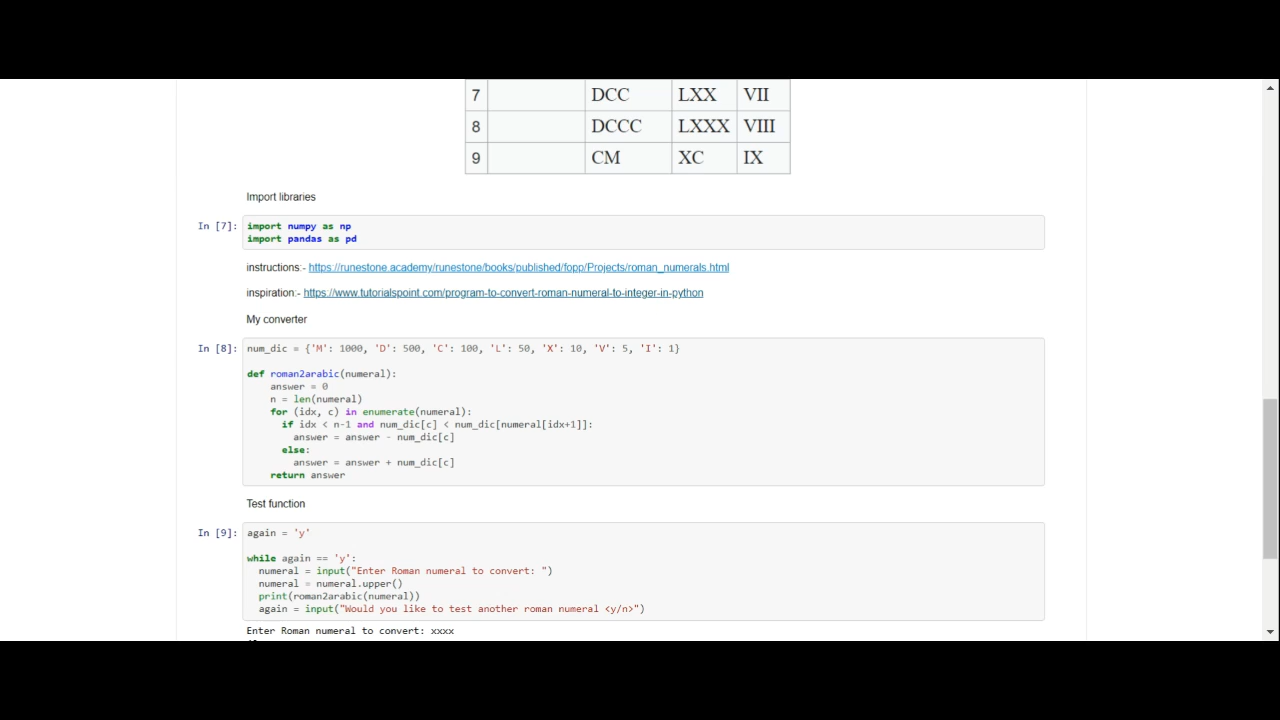 7 DCC LXX VII
8 DCCC LXXX VIII
9 CM XC IX
Import libraries
In [7]: import numpy as np
import pandas as pd
instructions:- https://runestone.academy/runestone/books/published/fopp/Projects/roman_numerals.html
inspiration:- https://www.tutorialspoint.com/program-to-convert-roman-numeral-to-integer-in-python
My converter
In [8]: num_dic = {'M': 1000, 'D': 500, 'C': 100, 'L': 50, 'X': 10, 'V': 5, 'I': 1}
def roman2arabic(numeral):
answer = 0
n = len(numeral)
for (idx, c) in enumerate(numeral):
if idx < n-1 and num_dic[c] < num_dic[numeral[idx+1]]:
answer = answer - num_dic[c]
else:
answer = answer + num_dic[c]
return answer
Test function
In [9]: again = 'y'
while again == 'y':
numeral = input("Enter Roman numeral to convert: ")
numeral = numeral.upper()
print(roman2arabic(numeral))
again = input("Would you like to test another roman numeral <y/n>")
Enter Roman numeral to convert: xxxx